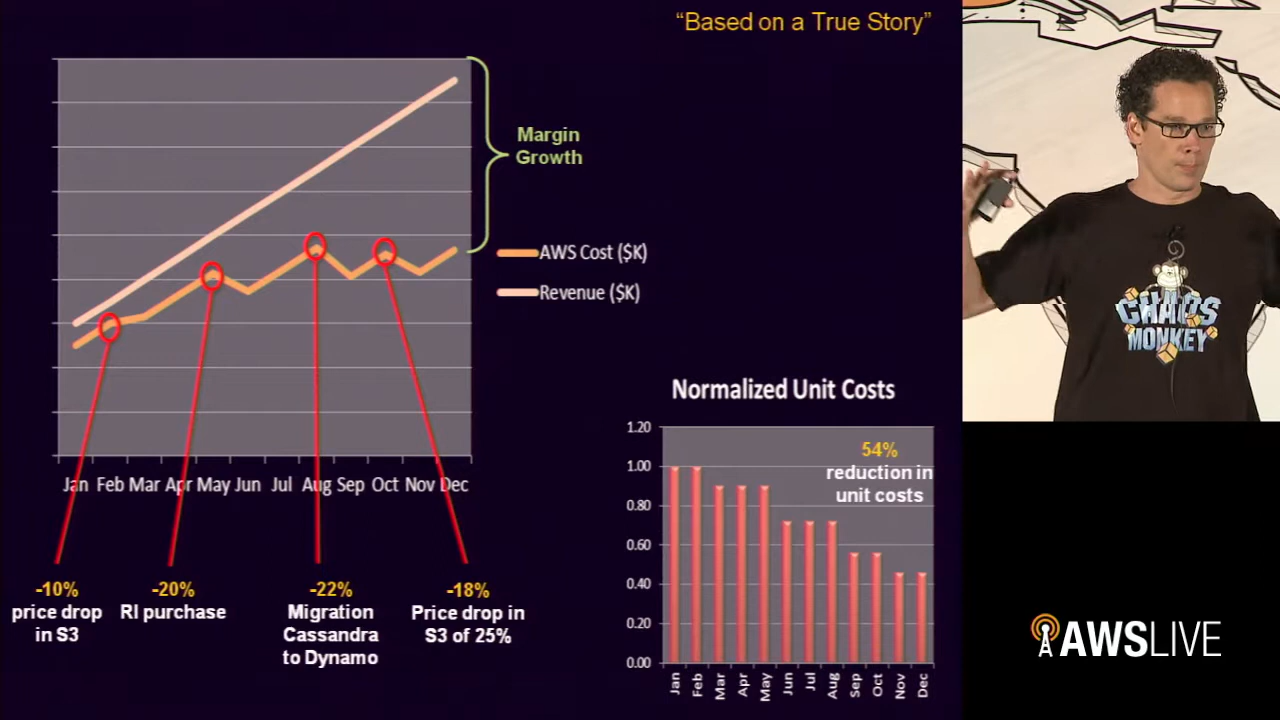 “Based on a True Story”
Margin
Growth
AWS Cost ($K)
Revenue ($K)
Jan Feb Mar Apr May Jun Jul Aug Sep Oct Nov Dec
-10%
price drop
in S3
-20%
RI purchase
-22%
Migration
Cassandra
to Dynamo
-18%
Price drop in
S3 of 25%
Normalized Unit Costs
1.20
1.00
0.80
0.60
0.40
0.20
0.00
54%
reduction in
unit costs
Jan Feb Mar Apr May Jun Jul Aug Sep Oct Nov Dec
CHAOS
MONKEY
AWSLIVE